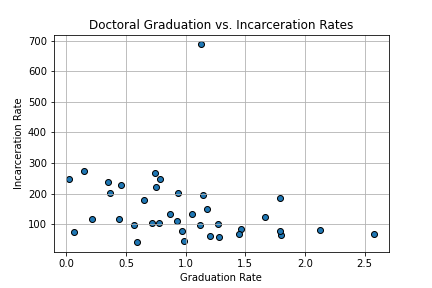 Doctoral Graduation vs. Incarceration Rates
700
600
500
400
300
200
100
Incarceration Rate
0.0 0.5 1.0 1.5 2.0 2.5
Graduation Rate